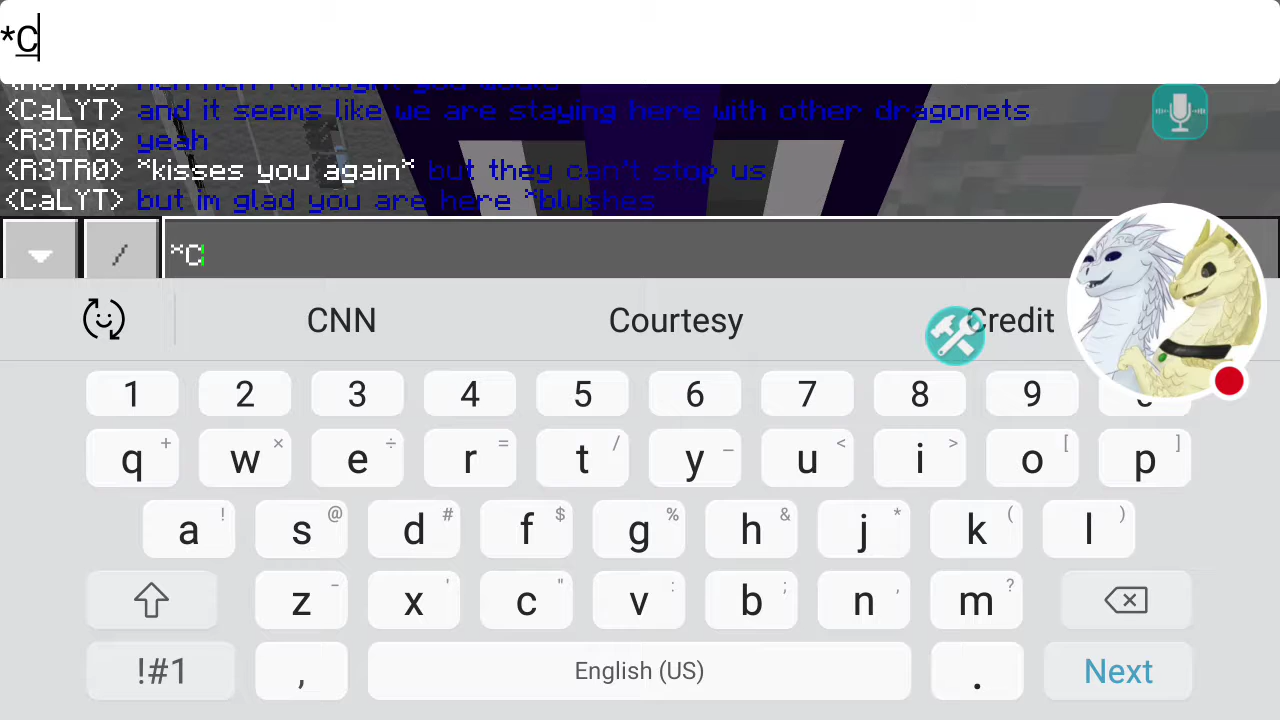 *C
<CaLYT> and it seems like we are staying here with other dragonets
<R3TR0> yeah
<R3TR0> *kisses you again* but they can't stop us
<CaLYT> but im glad you are here *blushes
/ *C
CNN Courtesy Credit
1 2 3 4 5 6 7 8 9
q + w × e ÷ r = t / y _ u < i > o [ p ]
a ! s @ d # f $ g % h & j * k ( l )
z - x ' c " v : b ; n , m ?
!#1 , English (US) . Next